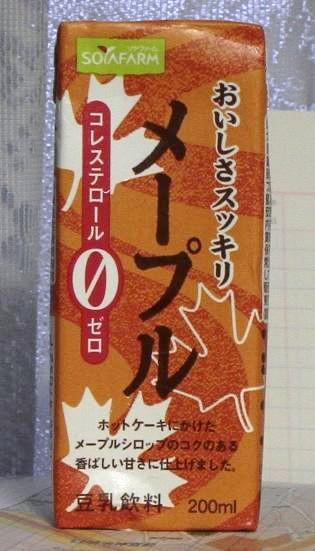 ソヤファーム
SOYAFARM
おいしさスッキリ
メープル
コレステロール
0
ゼロ
ホットケーキにかけた
メープルシロップのコクのある
香ばしい甘さに仕上げました。
豆乳飲料
200ml